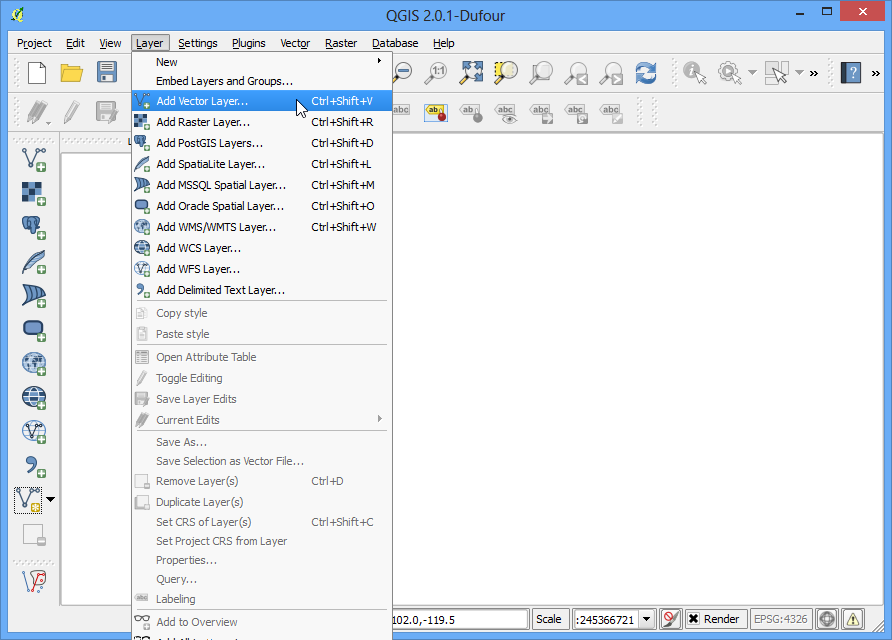 QGIS 2.0.1-Dufour
Project Edit View Layer Settings Plugins Vector Raster Database Help
New
Embed Layers and Groups...
Add Vector Layer... Ctrl+Shift+V
Add Raster Layer... Ctrl+Shift+R
Add PostGIS Layers... Ctrl+Shift+D
Add SpatiaLite Layer... Ctrl+Shift+L
Add MSSQL Spatial Layer... Ctrl+Shift+M
Add Oracle Spatial Layer... Ctrl+Shift+O
Add WMS/WMTS Layer... Ctrl+Shift+W
Add WCS Layer...
Add WFS Layer...
Add Delimited Text Layer...
Copy style
Paste style
Open Attribute Table
Toggle Editing
Save Layer Edits
Current Edits
Save As...
Save Selection as Vector File...
Remove Layer(s) Ctrl+D
Duplicate Layer(s)
Set CRS of Layer(s) Ctrl+Shift+C
Set Project CRS from Layer
Properties...
Query...
Labeling
Add to Overview
102.0,-119.5 Scale :245366721 Render EPSG:4326